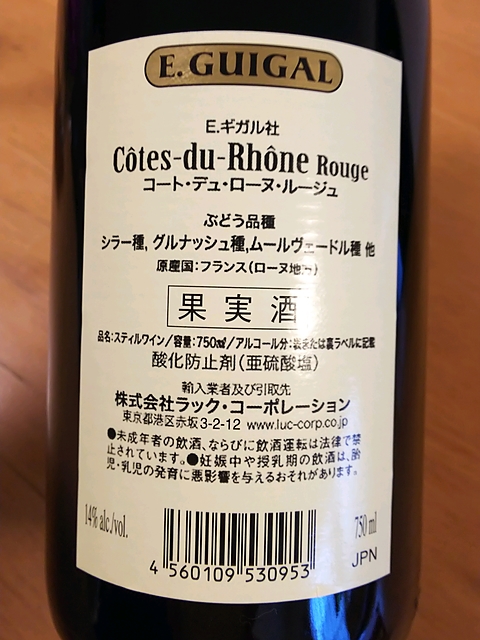 E.GUIGAL
E.ギガル社
Côtes-du-Rhône Rouge
コート・デュ・ローヌ・ルージュ
ぶどう品種
シラー種, グルナッシュ種,ムールヴェードル種 他
原産国:フランス(ローヌ地方)
果実酒
品名:スティルワイン/容量:750㎖/アルコール分:表または裏ラベルに記載
酸化防止剤(亜硫酸塩)
輸入業者及び引取先
株式会社ラック・コーポレーション
東京都港区赤坂3-2-12 www.luc-corp.co.jp
●未成年者の飲酒、ならびに飲酒運転は法律で禁
止されています。●妊娠中や授乳期の飲酒は、胎
児・乳児の発育に悪影響を与えるおそれがあります。
14% alc/vol.
750 ml
4 560109 530953
JPN